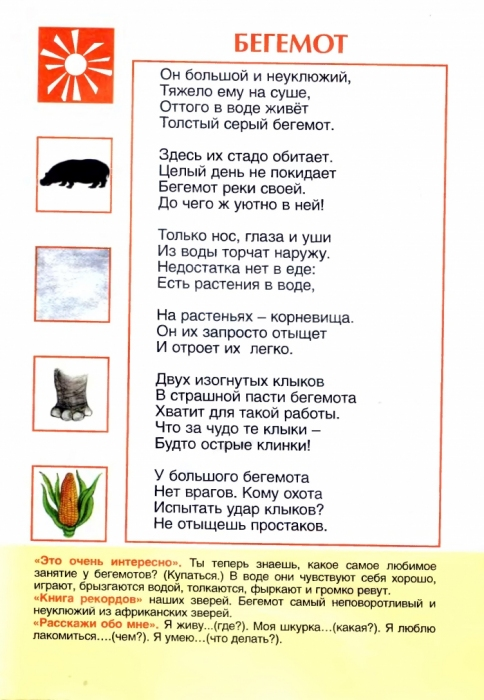 БЕГЕМОТ
Он большой и неуклюжий,
Тяжело ему на суше,
Оттого в воде живёт
Толстый серый бегемот.
Здесь их стадо обитает.
Целый день не покидает
Бегемот реки своей.
До чего ж уютно в ней!
Только нос, глаза и уши
Из воды торчат наружу.
Недостатка нет в еде:
Есть растения в воде,
На растеньях – корневища.
Он их запросто отыщет
И отроет их легко.
Двух изогнутых клыков
В страшной пасти бегемота
Хватит для такой работы.
Что за чудо те клыки –
Будто острые клинки!
У большого бегемота
Нет врагов. Кому охота
Испытать удар клыков?
Не отыщешь простаков.
«Это очень интересно». Ты теперь знаешь, какое самое любимое
занятие у бегемотов? (Купаться.) В воде они чувствуют себя хорошо,
играют, брызгаются водой, толкаются, фыркают и громко ревут.
«Книга рекордов» наших зверей. Бегемот самый неповоротливый и
неуклюжий из африканских зверей.
«Расскажи обо мне». Я живу...(где?). Моя шкурка...(какая?). Я люблю
лакомиться....(чем?). Я умею...(что делать?).